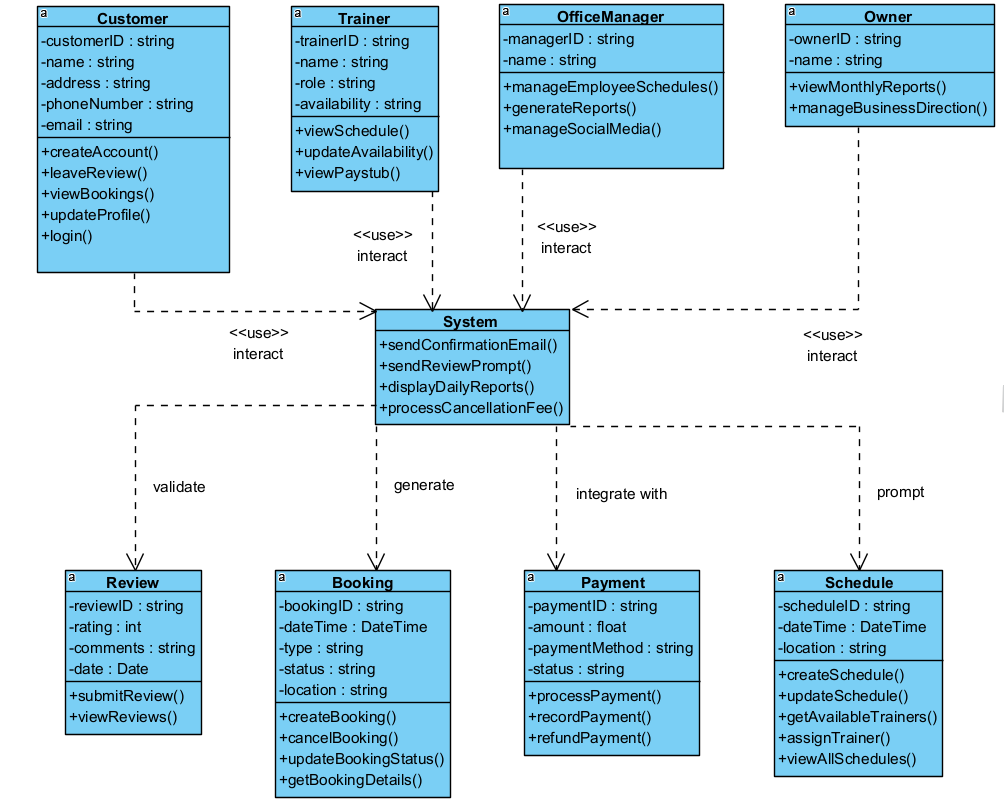 a
Customer
-customerID : string
-name : string
-address : string
-phoneNumber : string
-email : string
+createAccount()
+leaveReview()
+viewBookings()
+updateProfile()
+login()
a
Trainer
-trainerID : string
-name : string
-role : string
-availability : string
+viewSchedule()
+updateAvailability()
+viewPaystub()
a
OfficeManager
-managerID : string
-name : string
+manageEmployeeSchedules()
+generateReports()
+manageSocialMedia()
a
Owner
-ownerID : string
-name : string
+viewMonthlyReports()
+manageBusinessDirection()
<<use>>
interact
<<use>>
interact
<<use>>
interact
<<use>>
interact
System
+sendConfirmationEmail()
+sendReviewPrompt()
+displayDailyReports()
+processCancellationFee()
validate
generate
integrate with
prompt
a
Review
-reviewID : string
-rating : int
-comments : string
-date : Date
+submitReview()
+viewReviews()
a
Booking
-bookingID : string
-dateTime : DateTime
-type : string
-status : string
-location : string
+createBooking()
+cancelBooking()
+updateBookingStatus()
+getBookingDetails()
a
Payment
-paymentID : string
-amount : float
-paymentMethod : string
-status : string
+processPayment()
+recordPayment()
+refundPayment()
a
Schedule
-scheduleID : string
-dateTime : DateTime
-location : string
+createSchedule()
+updateSchedule()
+getAvailableTrainers()
+assignTrainer()
+viewAllSchedules()